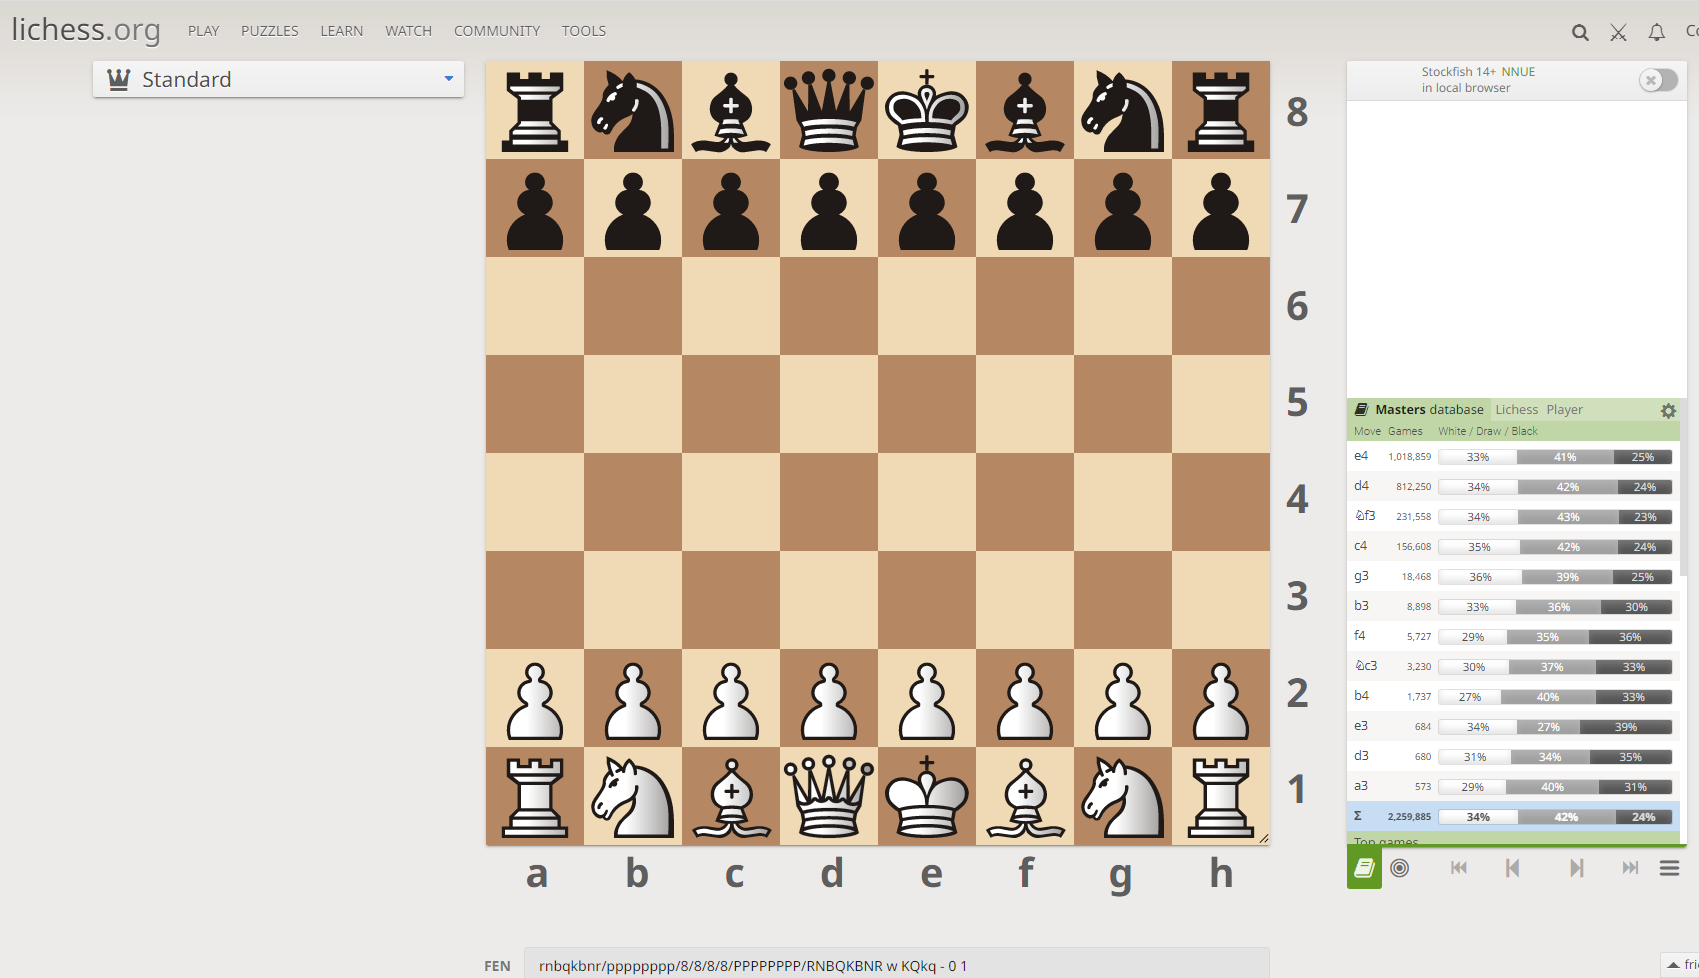 lichess.org PLAY PUZZLES LEARN WATCH COMMUNITY TOOLS
Standard
8
7
6
5
4
3
2
1
a b c d e f g h
FEN rnbqkbnr/pppppppp/8/8/8/8/PPPPPPPP/RNBQKBNR w KQkq - 0 1
Stockfish 14+ NNUE
in local browser
Masters database Lichess Player
Move Games White / Draw / Black
e4 1,018,859 33% 41% 25%
d4 812,250 34% 42% 24%
♘f3 231,558 34% 43% 23%
c4 156,608 35% 42% 24%
g3 18,468 36% 39% 25%
b3 8,898 33% 36% 30%
f4 5,727 29% 35% 36%
♘c3 3,230 30% 37% 33%
b4 1,737 27% 40% 33%
e3 684 34% 27% 39%
d3 680 31% 34% 35%
a3 573 29% 40% 31%
Σ 2,259,885 34% 42% 24%
Top games